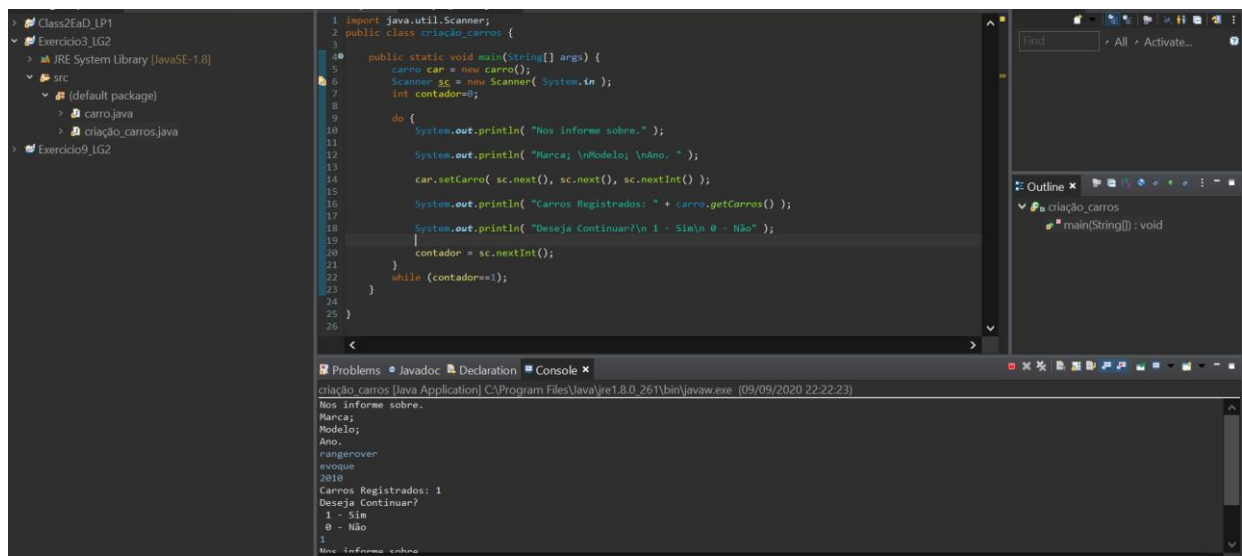 Class2EaD_LP1
Exercicio3_LG2
JRE System Library [JavaSE-1.8]
src
(default package)
carro.java
criação_carros.java
Exercicio9_LG2
1 import java.util.Scanner;
2 public class criação_carros {
3
4 public static void main(String[] args) {
5 carro car = new carro();
6 Scanner sc = new Scanner( System.in );
7 int contador=0;
8
9 do {
10 System.out.println( "Nos informe sobre." );
11
12 System.out.println( "Marca; \nModelo; \nAno. " );
13
14 car.setCarro( sc.next(), sc.next(), sc.nextInt() );
15
16 System.out.println( "Carros Registrados: " + carro.getCarros() );
17
18 System.out.println( "Deseja Continuar?\n 1 - Sim\n 0 - Não" );
19
20 contador = sc.nextInt();
21 }
22 while (contador==1);
23 }
24
25 }
26
Find All Activate...
Outline
criação_carros
main(String[]) : void
Problems Javadoc Declaration Console
criação_carros [Java Application] C:\Program Files\Java\jre1.8.0_261\bin\javaw.exe (09/09/2020 22:22:23)
Nos informe sobre.
Marca;
Modelo;
Ano.
rangerover
evoque
2010
Carros Registrados: 1
Deseja Continuar?
1 - Sim
0 - Não
1
Nos informe sobre